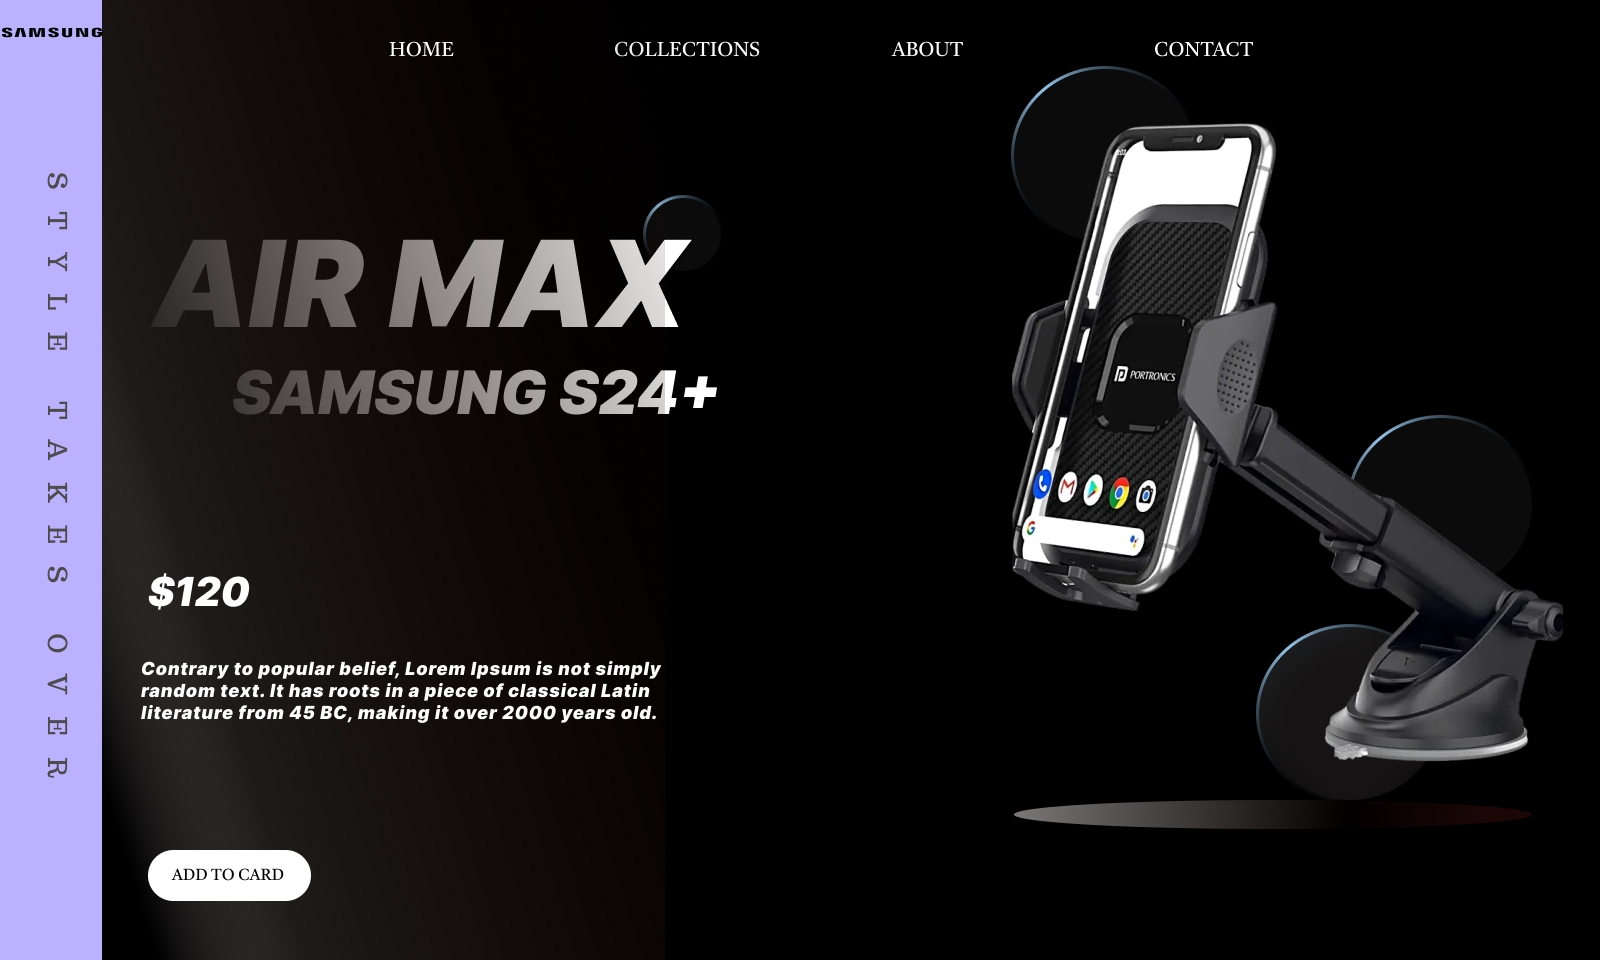 SAMSUNG
HOME
COLLECTIONS
ABOUT
CONTACT
STYLE TAKES OVER
AIR MAX
SAMSUNG S24+
PORTRONICS
$120
Contrary to popular belief, Lorem Ipsum is not simply
random text. It has roots in a piece of classical Latin
literature from 45 BC, making it over 2000 years old.
ADD TO CARD